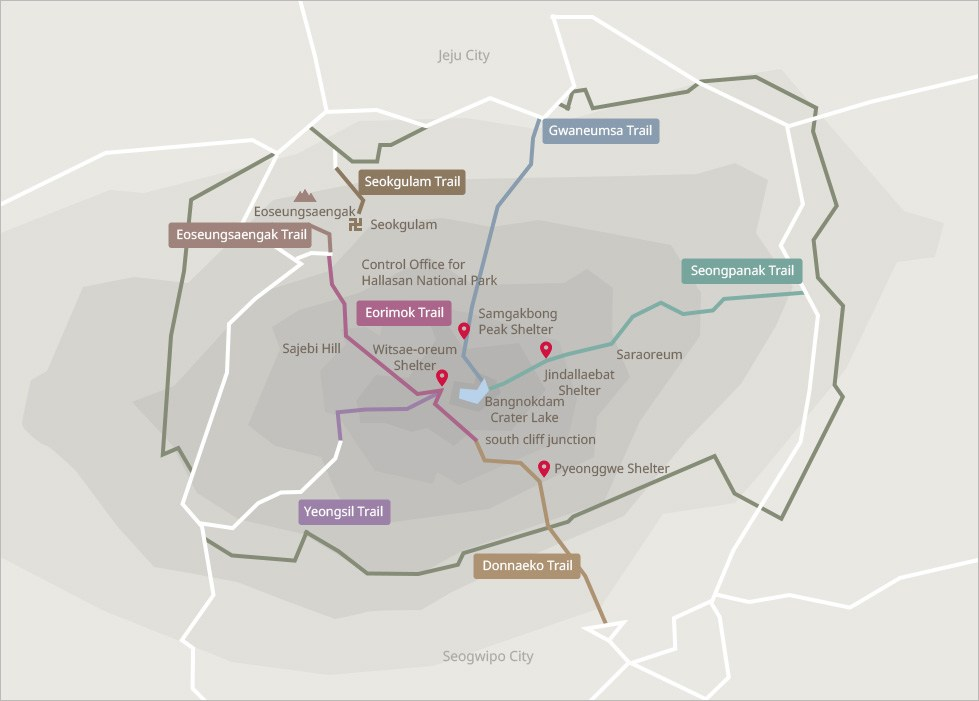 Jeju City
Gwaneumsa Trail
Seokgulam Trail
Eoseungsaengak
Seokgulam
Eoseungsaengak Trail
Control Office for
Hallasan National Park
Seongpanak Trail
Eorimok Trail
Samgakbong
Peak Shelter
Sajebi Hill
Witsae-oreum
Shelter
Saraoreum
Jindallaebat
Shelter
Bangnokdam
Crater Lake
south cliff junction
Pyeonggwe Shelter
Yeongsil Trail
Donnaeko Trail
Seogwipo City